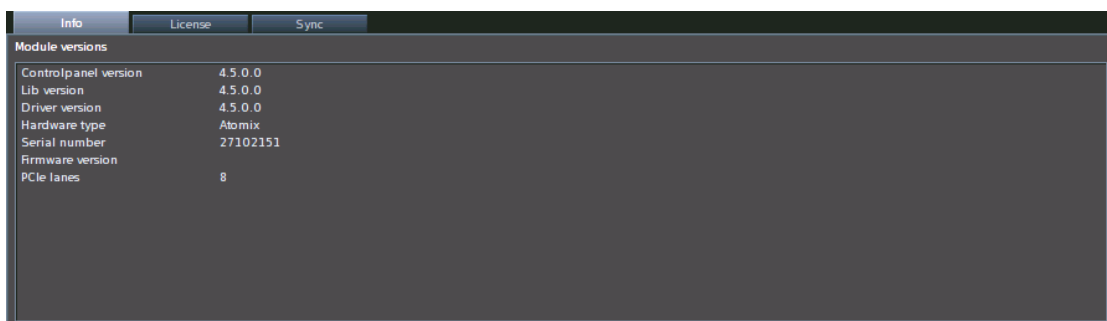 Info License Sync
Module versions
Controlpanel version 4.5.0.0
Lib version 4.5.0.0
Driver version 4.5.0.0
Hardware type Atomix
Serial number 27102151
Firmware version
PCIe lanes 8